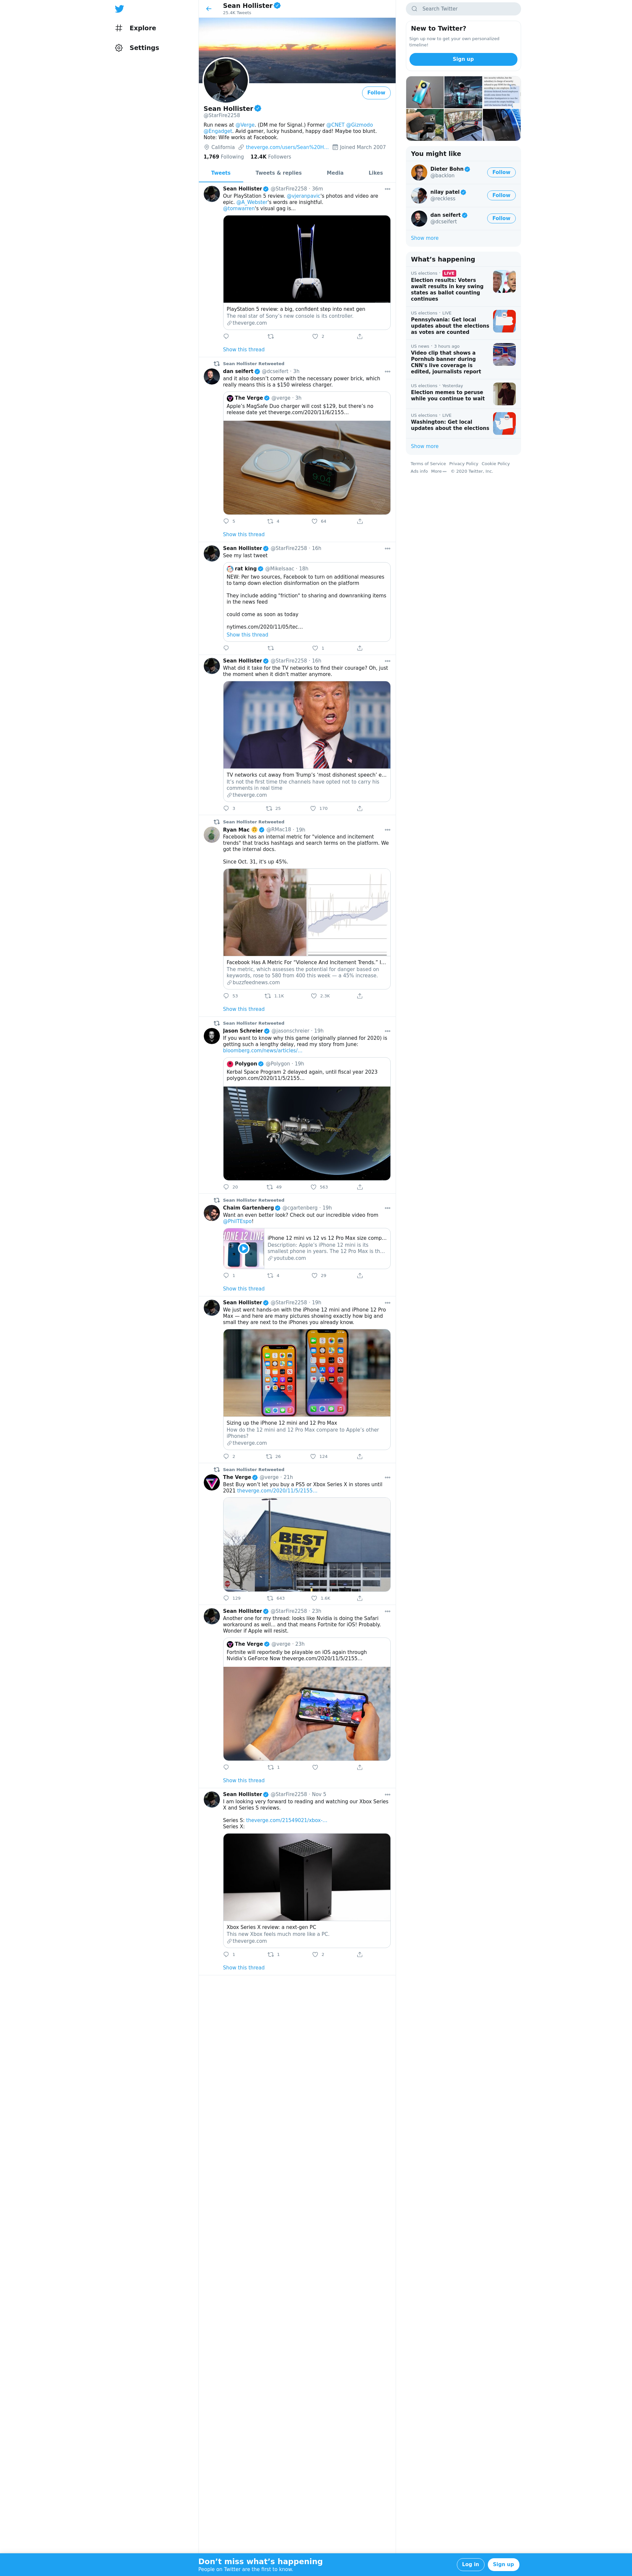 Explore
Settings
Sean Hollister
25.4K Tweets
Follow
Sean Hollister
@StarFire2258
Run news at @Verge. (DM me for Signal.) Former @CNET @Gizmodo
@Engadget. Avid gamer, lucky husband, happy dad! Maybe too blunt.
Note: Wife works at Facebook.
California theverge.com/users/Sean%20H... Joined March 2007
1,769 Following 12.4K Followers
Tweets Tweets & replies Media Likes
Sean Hollister @StarFire2258 · 36m
Our PlayStation 5 review. @vjeranpavic's photos and video are
epic. @A_Webster's words are insightful.
@tomwarren's visual gag is...
PlayStation 5 review: a big, confident step into next gen
The real star of Sony's new console is its controller.
theverge.com
2
Show this thread
Sean Hollister Retweeted
dan seifert @dcseifert · 3h
and it also doesn't come with the necessary power brick, which
really means this is a $150 wireless charger.
The Verge @verge · 3h
Apple's MagSafe Duo charger will cost $129, but there's no
release date yet theverge.com/2020/11/6/2155...
5 4 64
Show this thread
Sean Hollister @StarFire2258 · 16h
See my last tweet
rat king @MikeIsaac · 18h
NEW: Per two sources, Facebook to turn on additional measures
to tamp down election disinformation on the platform
They include adding "friction" to sharing and downranking items
in the news feed
could come as soon as today
nytimes.com/2020/11/05/tec...
Show this thread
1
Sean Hollister @StarFire2258 · 16h
What did it take for the TV networks to find their courage? Oh, just
the moment when it didn't matter anymore.
TV networks cut away from Trump's 'most dishonest speech' e...
It's not the first time the channels have opted not to carry his
comments in real time
theverge.com
3 25 170
Sean Hollister Retweeted
Ryan Mac @RMac18 · 19h
Facebook has an internal metric for "violence and incitement
trends" that tracks hashtags and search terms on the platform. We
got the internal docs.
Since Oct. 31, it's up 45%.
Facebook Has A Metric For "Violence And Incitement Trends." I...
The metric, which assesses the potential for danger based on
keywords, rose to 580 from 400 this week — a 45% increase.
buzzfeednews.com
53 1.1K 2.3K
Show this thread
Sean Hollister Retweeted
Jason Schreier @jasonschreier · 19h
If you want to know why this game (originally planned for 2020) is
getting such a lengthy delay, read my story from June:
bloomberg.com/news/articles/...
Polygon @Polygon · 19h
Kerbal Space Program 2 delayed again, until fiscal year 2023
polygon.com/2020/11/5/2155...
20 49 563
Sean Hollister Retweeted
Chaim Gartenberg @cgartenberg · 19h
Want an even better look? Check out our incredible video from
@PhilTEspo!
iPhone 12 mini vs 12 vs 12 Pro Max size comp...
Description: Apple's iPhone 12 mini is its
smallest phone in years. The 12 Pro Max is th...
youtube.com
1 4 29
Show this thread
Sean Hollister @StarFire2258 · 19h
We just went hands-on with the iPhone 12 mini and iPhone 12 Pro
Max — and here are many pictures showing exactly how big and
small they are next to the iPhones you already know.
Sizing up the iPhone 12 mini and 12 Pro Max
How do the 12 mini and 12 Pro Max compare to Apple's other
iPhones?
theverge.com
2 26 124
Sean Hollister Retweeted
The Verge @verge · 21h
Best Buy won't let you buy a PS5 or Xbox Series X in stores until
2021 theverge.com/2020/11/5/2155...
BEST
BUY
129 643 1.6K
Sean Hollister @StarFire2258 · 23h
Another one for my thread: looks like Nvidia is doing the Safari
workaround as well... and that means Fortnite for iOS! Probably.
Wonder if Apple will resist.
The Verge @verge · 23h
Fortnite will reportedly be playable on iOS again through
Nvidia's GeForce Now theverge.com/2020/11/5/2155...
1
Show this thread
Sean Hollister @StarFire2258 · Nov 5
I am looking very forward to reading and watching our Xbox Series
X and Series S reviews.
Series S: theverge.com/21549021/xbox-...
Series X:
Xbox Series X review: a next-gen PC
This new Xbox feels much more like a PC.
theverge.com
1 1 2
Show this thread
Search Twitter
New to Twitter?
Sign up now to get your own personalized
timeline!
Sign up
You might like
Dieter Bohn
@backlon
Follow
nilay patel
@reckless
Follow
dan seifert
@dcseifert
Follow
Show more
What's happening
US elections · LIVE
Election results: Voters
await results in key swing
states as ballot counting
continues
US elections · LIVE
Pennsylvania: Get local
updates about the elections
as votes are counted
US news · 3 hours ago
Video clip that shows a
Pornhub banner during
CNN's live coverage is
edited, journalists report
US elections · Yesterday
Election memes to peruse
while you continue to wait
US elections · LIVE
Washington: Get local
updates about the elections
Show more
Terms of Service Privacy Policy Cookie Policy
Ads info More © 2020 Twitter, Inc.
Don't miss what's happening
People on Twitter are the first to know.
Log in Sign up